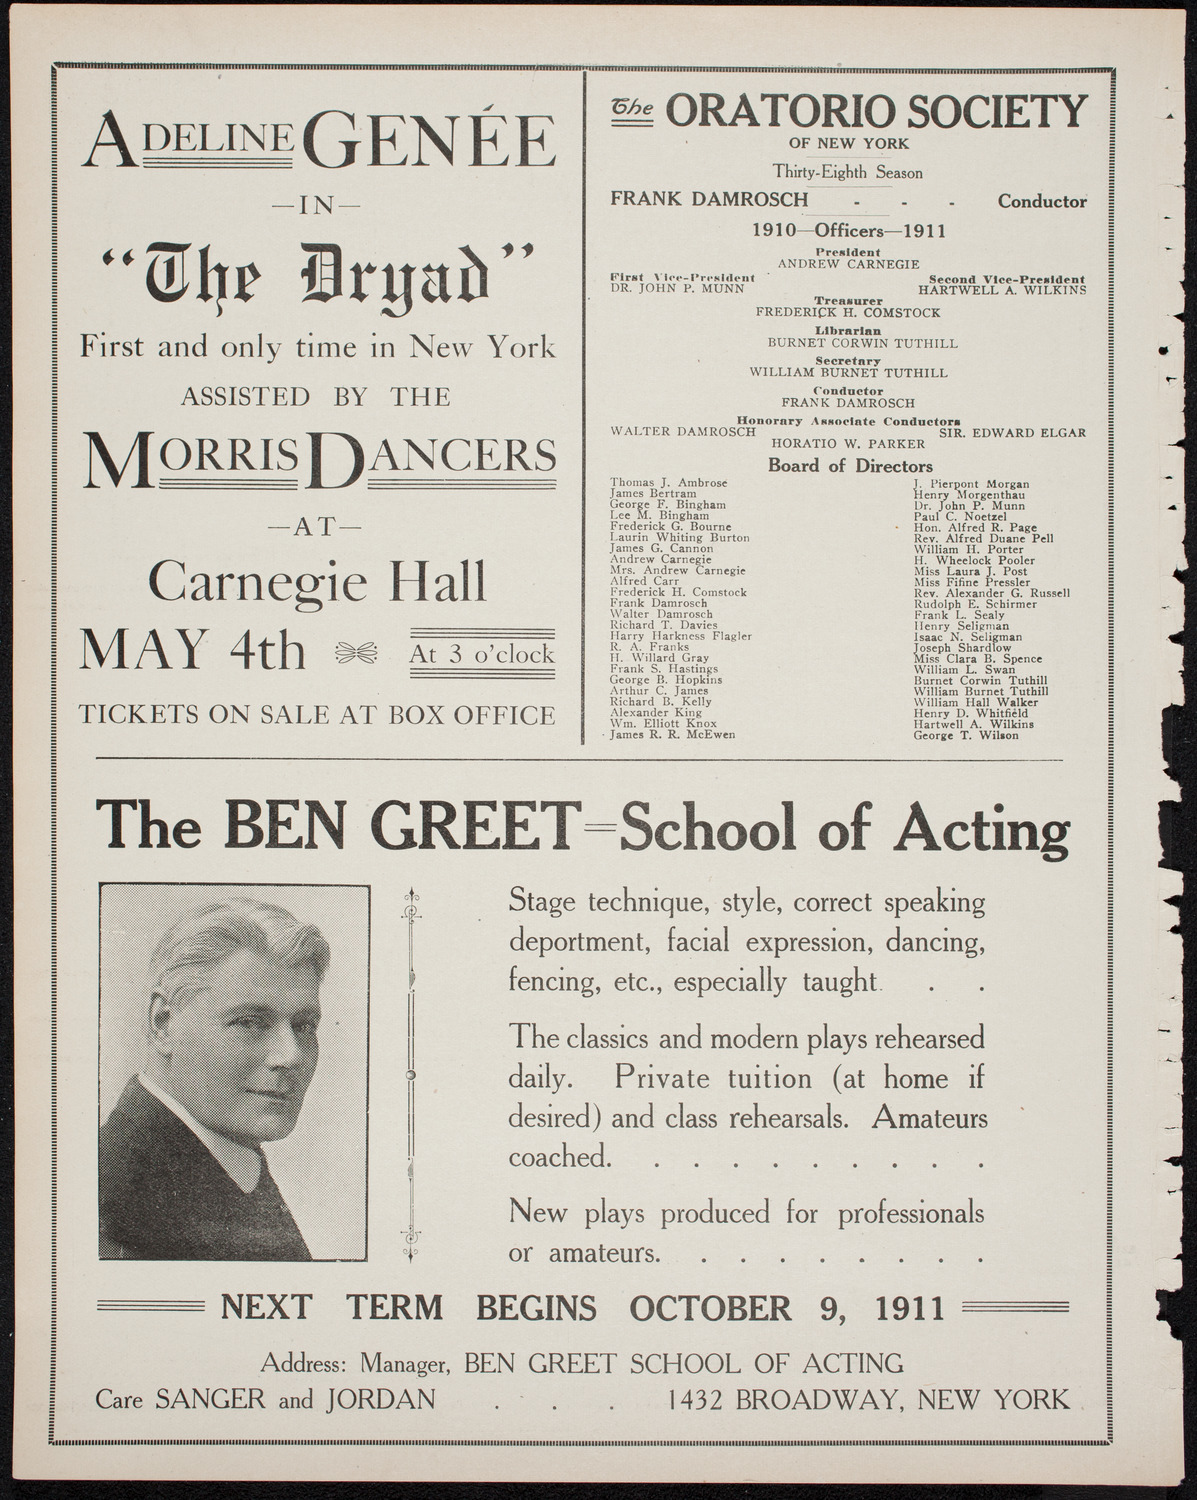 ADELINE GENÉE
—IN—
“The Dryad”
First and only time in New York
ASSISTED BY THE
MORRIS DANCERS
—AT—
Carnegie Hall
MAY 4th At 3 o'clock
TICKETS ON SALE AT BOX OFFICE
The ORATORIO SOCIETY
OF NEW YORK
Thirty-Eighth Season
FRANK DAMROSCH - - - Conductor
1910—Officers—1911
President
ANDREW CARNEGIE
First Vice-President Second Vice-President
DR. JOHN P. MUNN HARTWELL A. WILKINS
Treasurer
FREDERICK H. COMSTOCK
Librarian
BURNET CORWIN TUTHILL
Secretary
WILLIAM BURNET TUTHILL
Conductor
FRANK DAMROSCH
Honorary Associate Conductors
WALTER DAMROSCH SIR. EDWARD ELGAR
HORATIO W. PARKER
Board of Directors
Thomas J. Ambrose
James Bertram
George F. Bingham
Lee M. Bingham
Frederick G. Bourne
Laurin Whiting Burton
James G. Cannon
Andrew Carnegie
Mrs. Andrew Carnegie
Alfred Carr
Frederick H. Comstock
Frank Damrosch
Walter Damrosch
Richard T. Davies
Harry Harkness Flagler
R. A. Franks
H. Willard Gray
Frank S. Hastings
George B. Hopkins
Arthur C. James
Richard B. Kelly
Alexander King
Wm. Elliott Knox
James R. R. McEwen
J. Pierpont Morgan
Henry Morgenthau
Dr. John P. Munn
Paul C. Noetzel
Hon. Alfred R. Page
Rev. Alfred Duane Pell
William H. Porter
H. Wheelock Pooler
Miss Laura J. Post
Miss Fifine Pressler
Rev. Alexander G. Russell
Rudolph E. Schirmer
Frank L. Sealy
Henry Seligman
Isaac N. Seligman
Joseph Shardlow
Miss Clara B. Spence
William L. Swan
Burnet Corwin Tuthill
William Burnet Tuthill
William Hall Walker
Henry D. Whitfield
Hartwell A. Wilkins
George T. Wilson
The BEN GREET=School of Acting
Stage technique, style, correct speaking
deportment, facial expression, dancing,
fencing, etc., especially taught. . .
The classics and modern plays rehearsed
daily. Private tuition (at home if
desired) and class rehearsals. Amateurs
coached. . . . . . . . . .
New plays produced for professionals
or amateurs. . . . . . . . .
NEXT TERM BEGINS OCTOBER 9, 1911
Address: Manager, BEN GREET SCHOOL OF ACTING
Care SANGER and JORDAN . . . 1432 BROADWAY, NEW YORK